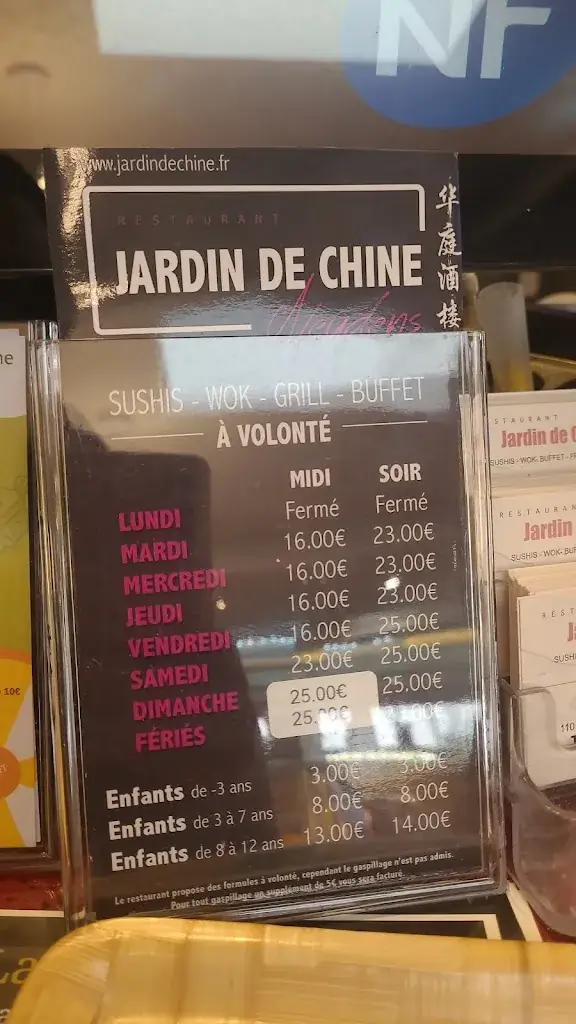 NF
www.jardindechine.fr
RESTAURANT
JARDIN DE CHINE
华庭酒楼
SUSHIS - WOK - GRILL - BUFFET
À VOLONTÉ
MIDI SOIR
LUNDI Fermé Fermé
MARDI 16.00€ 23.00€
MERCREDI 16.00€ 23.00€
JEUDI 16.00€ 23.00€
VENDREDI 16.00€ 25.00€
SAMEDI 23.00€ 25.00€
DIMANCHE 25.00€ 25.00€
FÉRIÉS
Enfants de -3 ans 3.00€ 3.00€
Enfants de 3 à 7 ans 8.00€ 8.00€
Enfants de 8 à 12 ans 13.00€ 14.00€
Le restaurant propose des formules à volonté, cependant le gaspillage n'est pas admis.
Pour tout gaspillage un supplément de 5€ vous sera facturé.
Jardin de
SUSHIS - WOK - BUFFET
Jardin
SUSHIS - WOK
110
10€